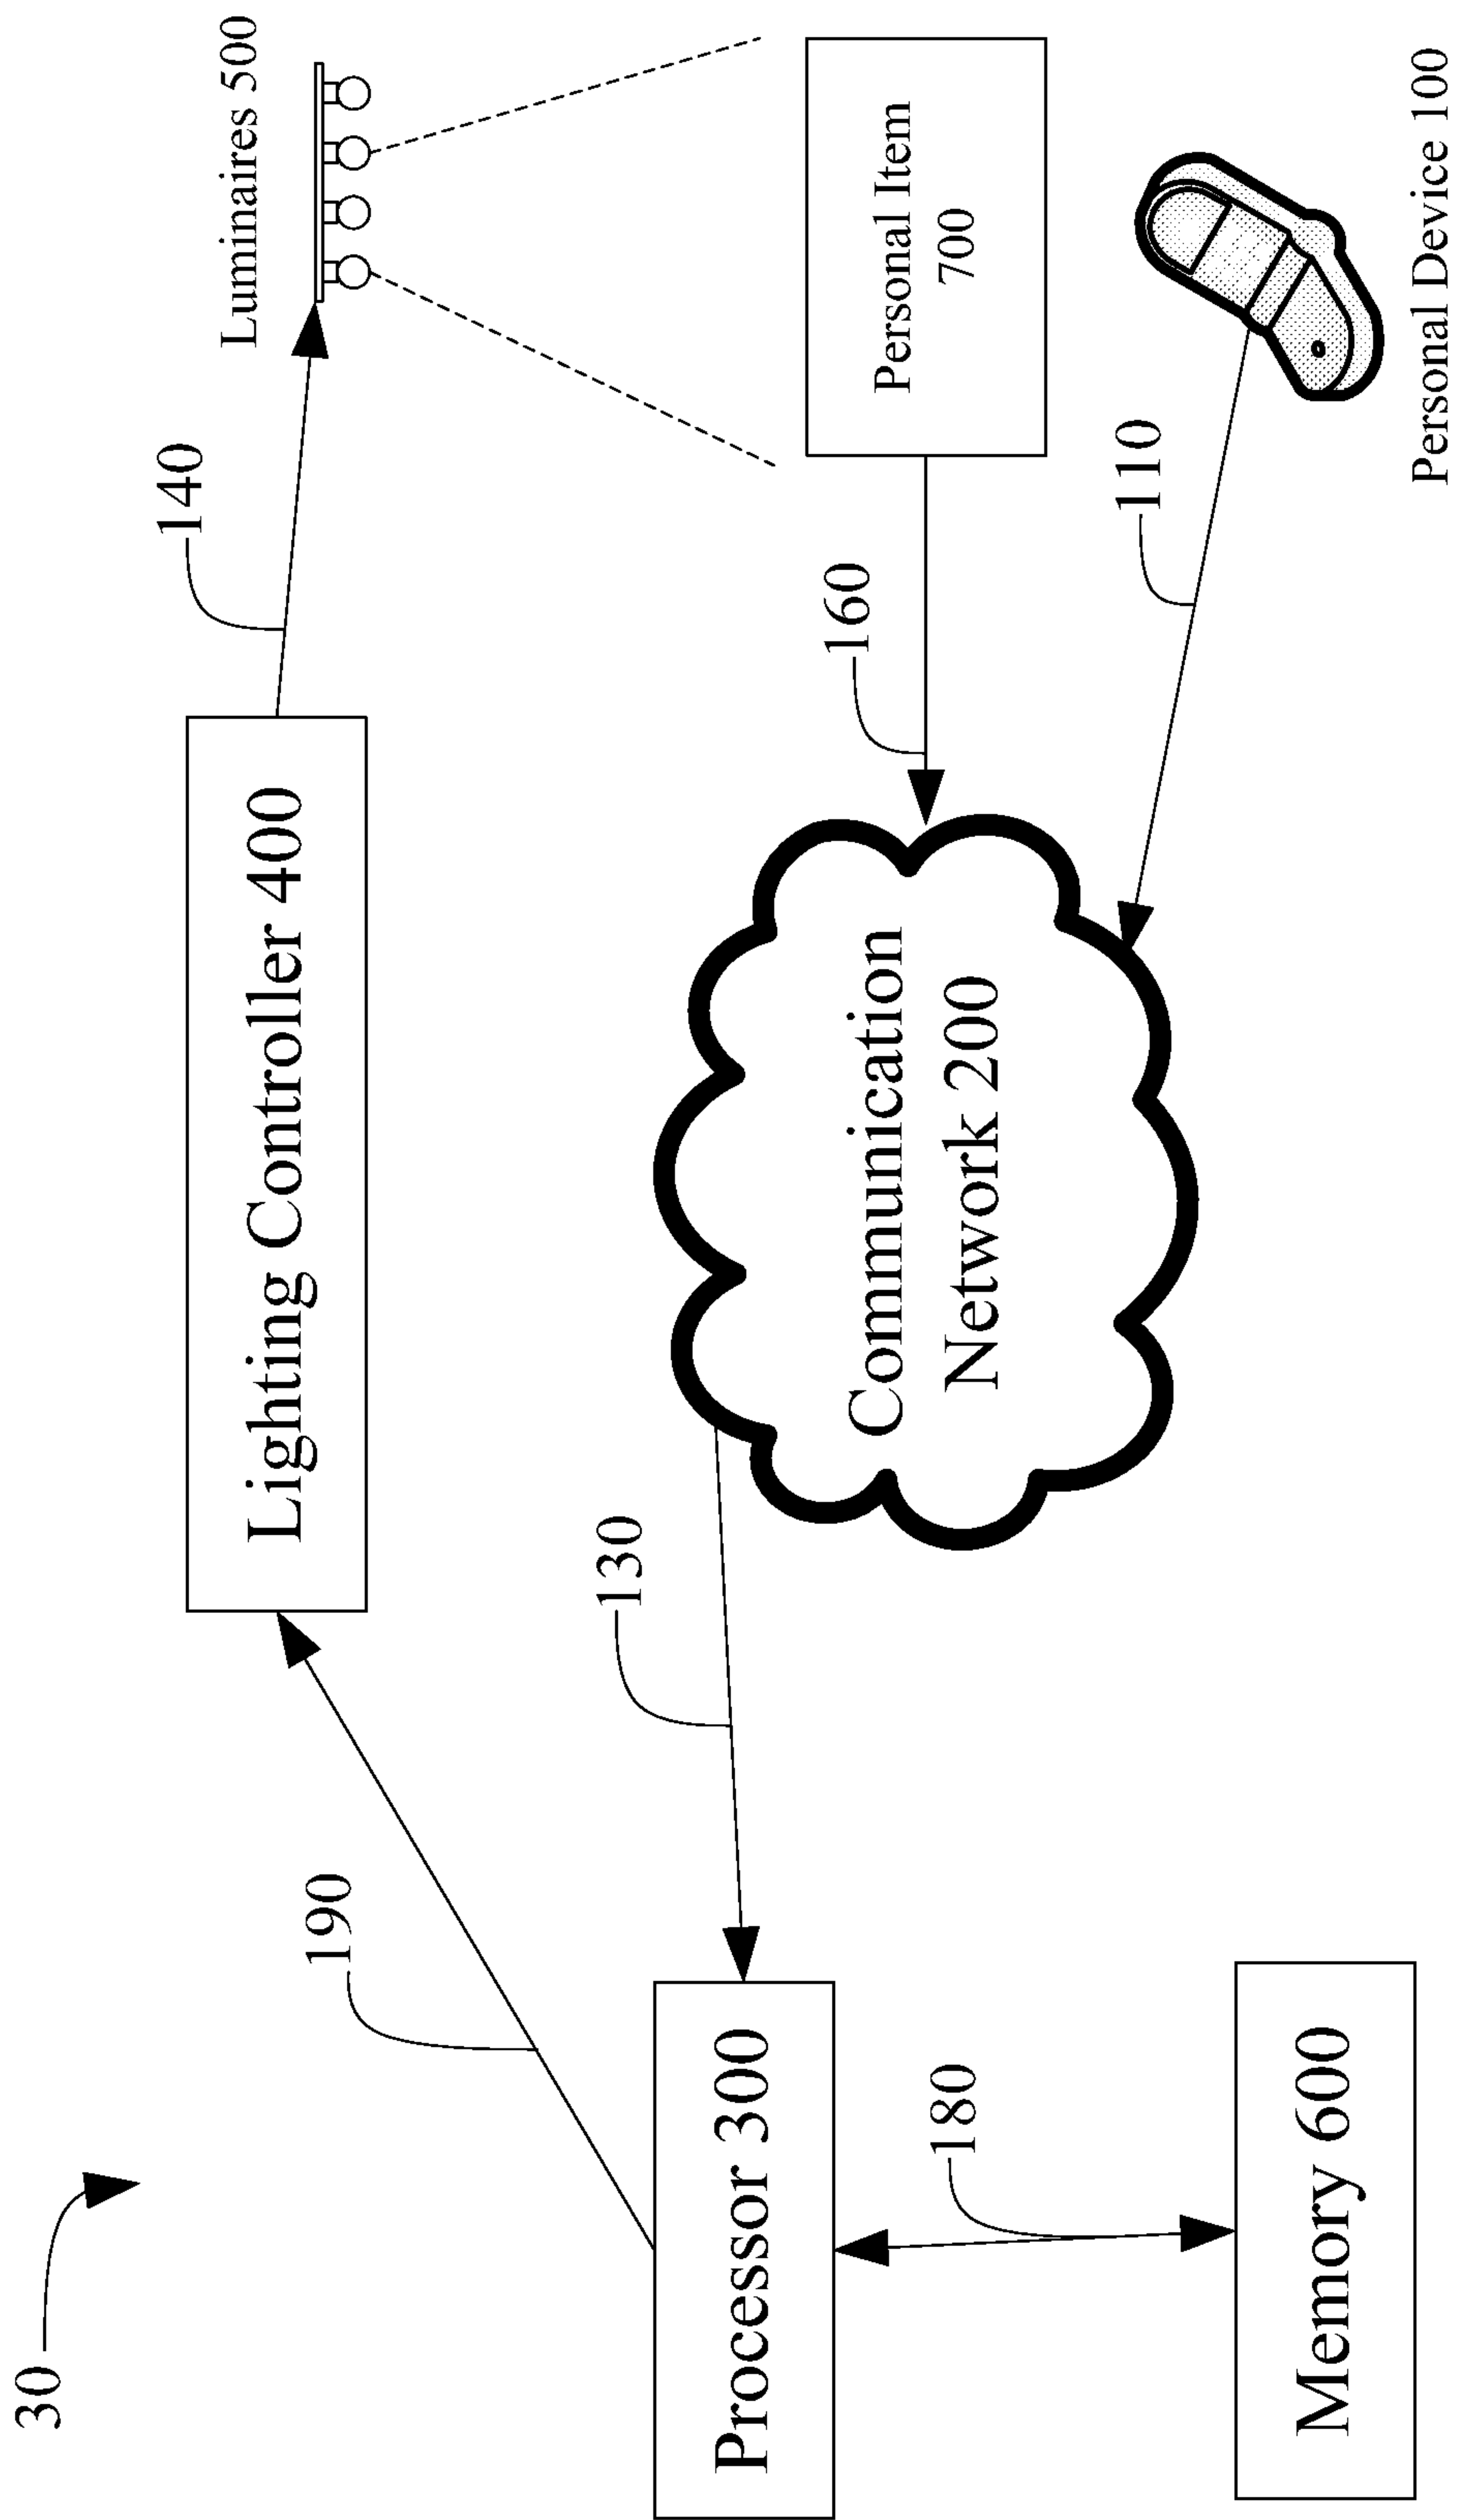 30
190
140
Luminaires 500
Lighting Controller 400
130
160
Personal Item
700
Processor 300
Communication
Network 200
110
180
Memory 600
Personal Device 100